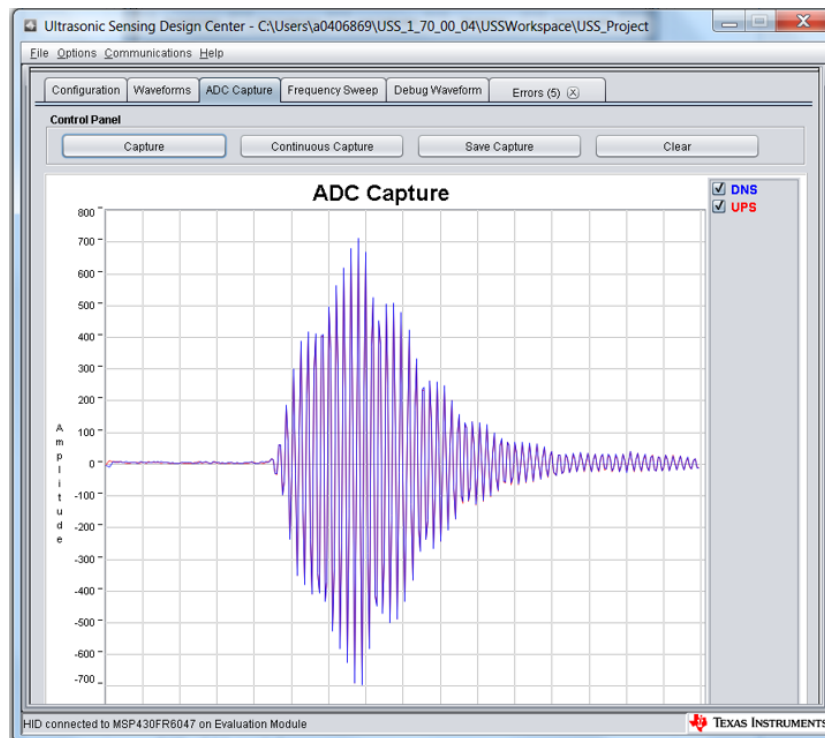 Ultrasonic Sensing Design Center - C:\Users\a0406869\USS_1_70_00_04\USSWorkspace\USS_Project
File Options Communications Help
Configuration Waveforms ADC Capture Frequency Sweep Debug Waveform Errors (5)
Control Panel
Capture Continuous Capture Save Capture Clear
ADC Capture
DNS
UPS
800
700
600
500
400
300
200
100
0
-100
-200
-300
-400
-500
-600
-700
Amplitude
HID connected to MSP430FR6047 on Evaluation Module
TEXAS INSTRUMENTS